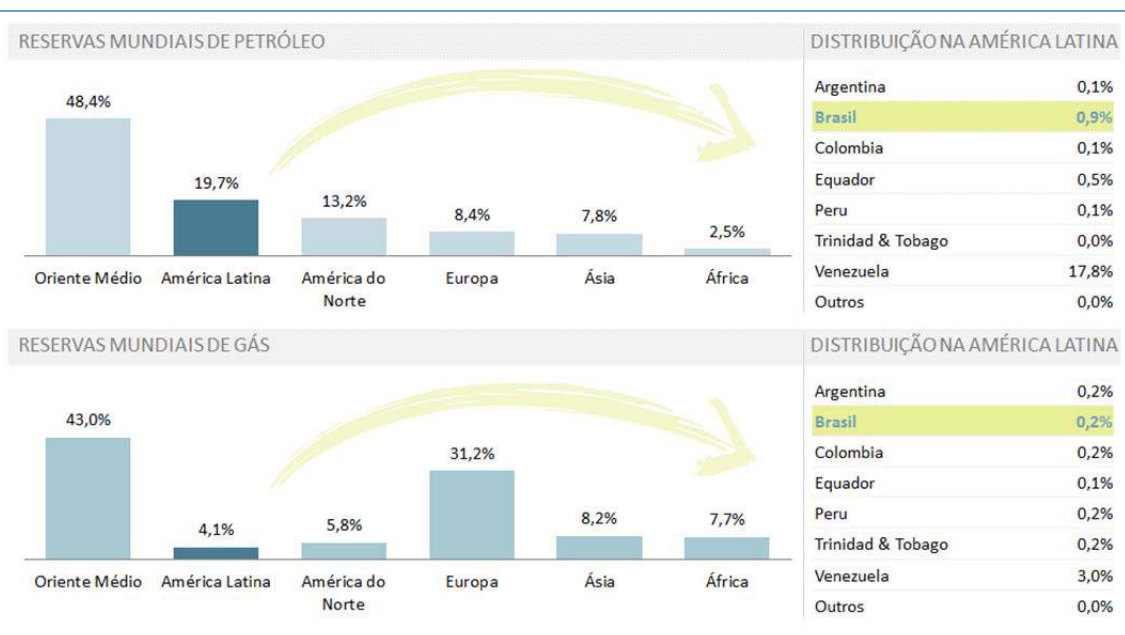 RESERVAS MUNDIAIS DE PETRÓLEO
48,4%
19,7%
13,2%
8,4%
7,8%
2,5%
Oriente Médio
América Latina
América do
Norte
Europa
Ásia
África
DISTRIBUIÇÃO NA AMÉRICA LATINA
Argentina 0,1%
Brasil 0,9%
Colombia 0,1%
Equador 0,5%
Peru 0,1%
Trinidad & Tobago 0,0%
Venezuela 17,8%
Outros 0,0%
RESERVAS MUNDIAIS DE GÁS
43,0%
4,1%
5,8%
31,2%
8,2%
7,7%
Oriente Médio
América Latina
América do
Norte
Europa
Ásia
África
DISTRIBUIÇÃO NA AMÉRICA LATINA
Argentina 0,2%
Brasil 0,2%
Colombia 0,2%
Equador 0,1%
Peru 0,2%
Trinidad & Tobago 0,2%
Venezuela 3,0%
Outros 0,0%